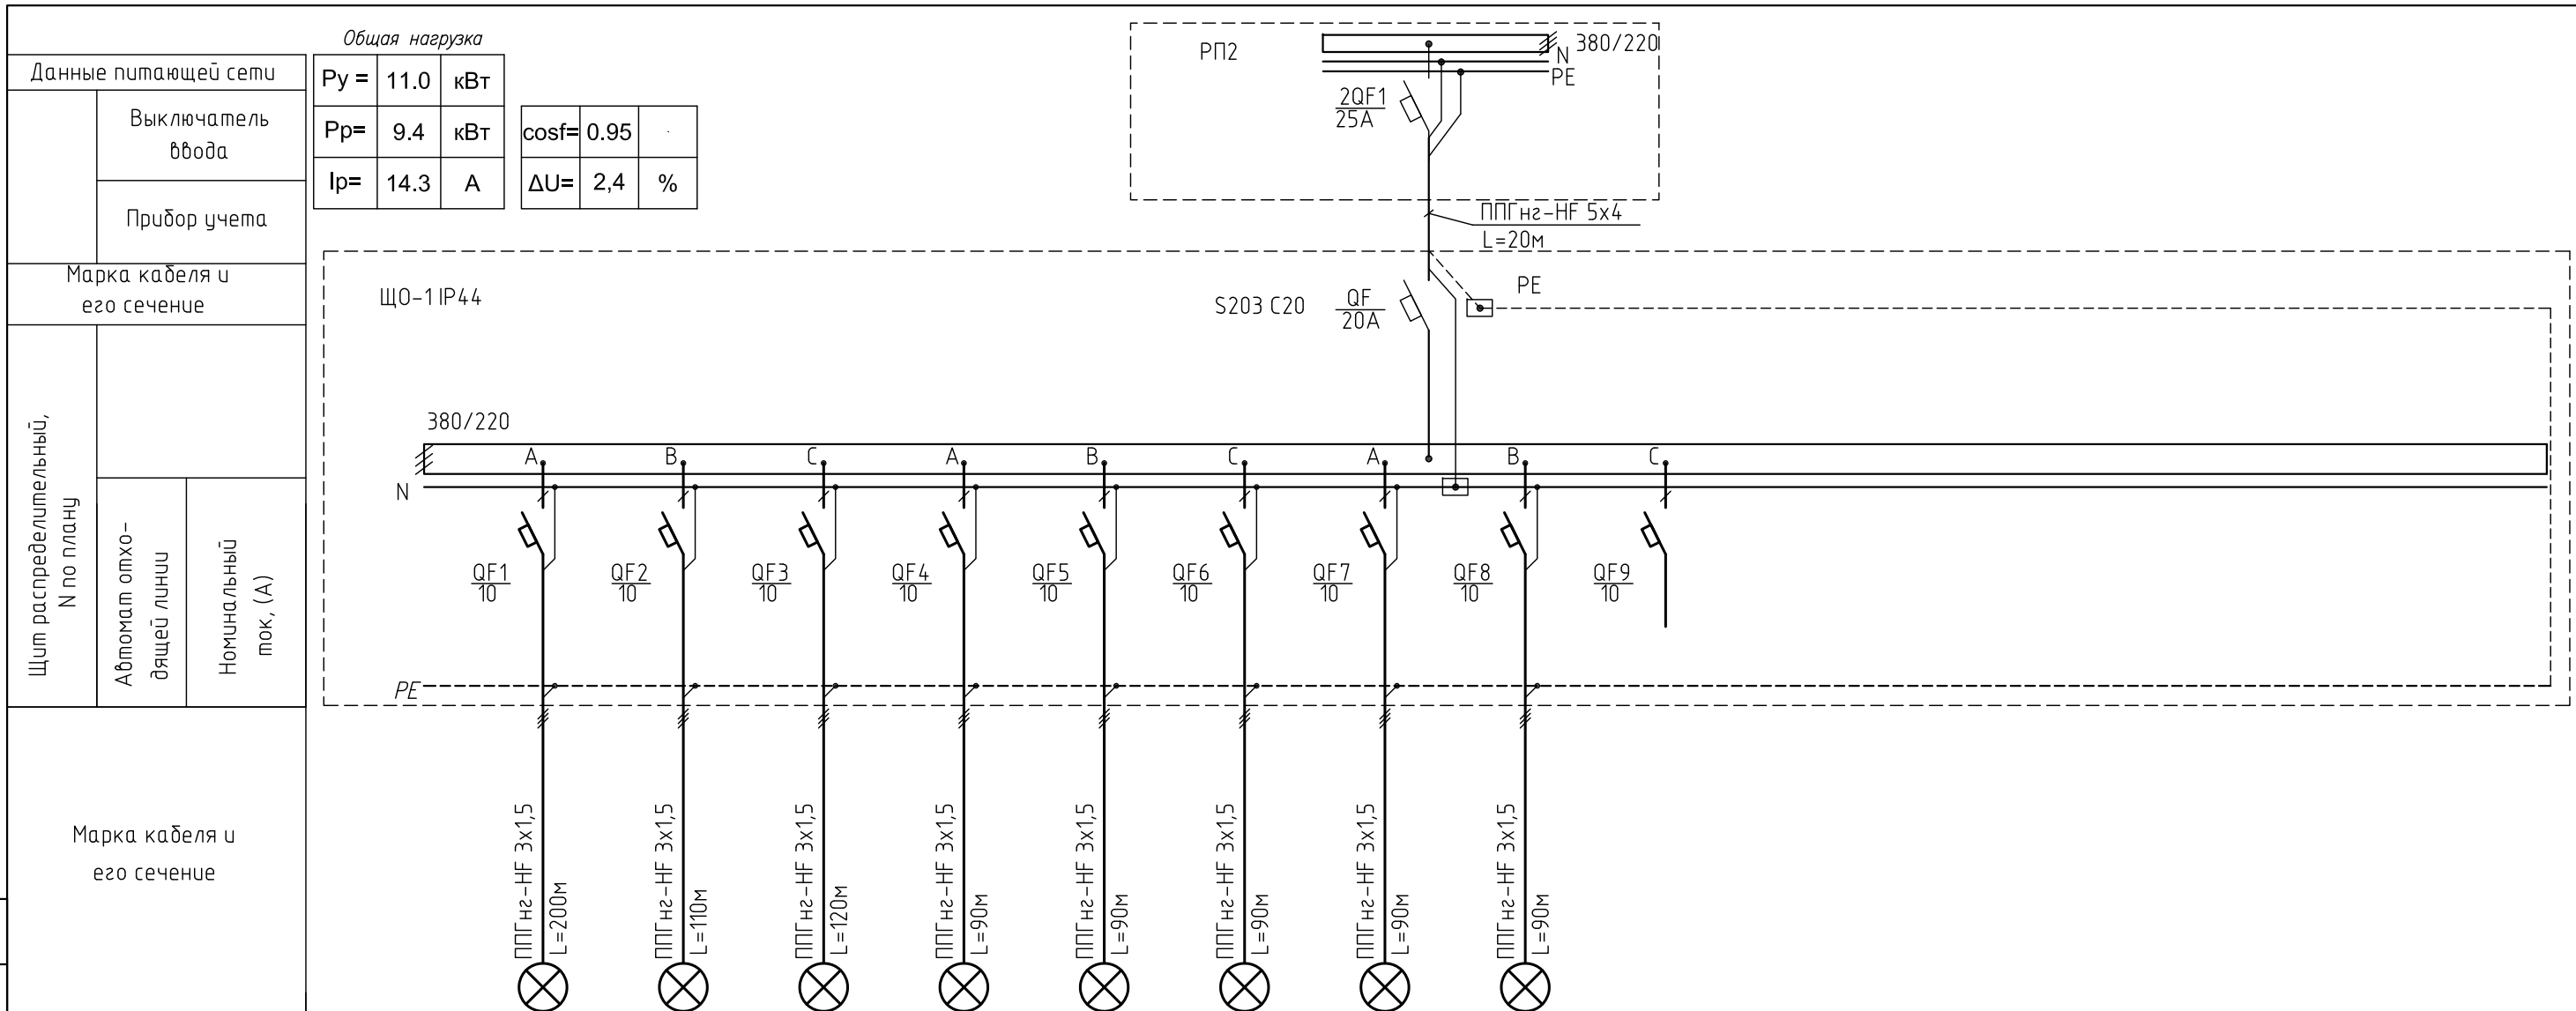 Общая нагрузка
Данные питающей сети
Выключатель
ввода
Прибор учета
Марка кабеля и
его сечение
Щит распределительный,
N по плану
Автомат отхо-
дящей линии
Номинальный
ток, (А)
Марка кабеля и
его сечение
Ру = 11.0 кВт
Рр= 9.4 кВт
Iр= 14.3 А
cosf= 0.95
ΔU= 2,4 %
РП2
380/220
N
PE
2QF1
25А
ППГнг-HF 5х4
L=20м
ЩО-1 IP44
S203 C20
QF
20А
PE
380/220
A B C A B C A B C
N
QF1 QF2 QF3 QF4 QF5 QF6 QF7 QF8 QF9
10 10 10 10 10 10 10 10 10
PE
ППГнг-HF 3х1,5
L=200м
ППГнг-HF 3х1,5
L=110м
ППГнг-HF 3х1,5
L=120м
ППГнг-HF 3х1,5
L=90м
ППГнг-HF 3х1,5
L=90м
ППГнг-HF 3х1,5
L=90м
ППГнг-HF 3х1,5
L=90м
ППГнг-HF 3х1,5
L=90м